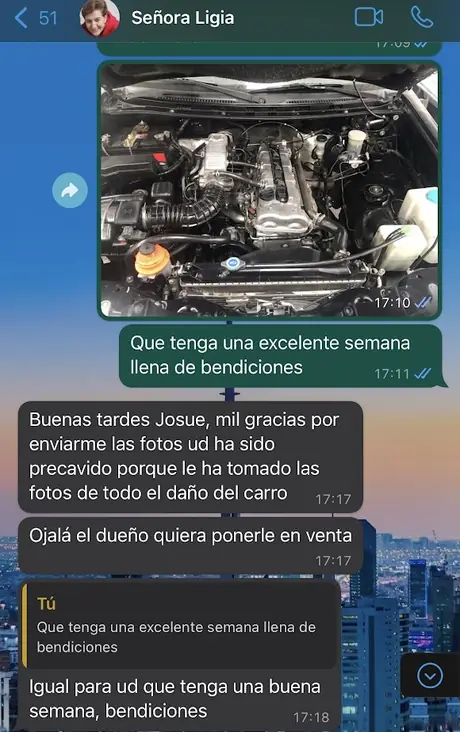 51
Señora Ligia
17:09
17:10
Que tenga una excelente semana
llena de bendiciones
17:11
Buenas tardes Josue, mil gracias por
enviarme las fotos ud ha sido
precavido porque le ha tomado las
fotos de todo el daño del carro
17:17
Ojalá el dueño quiera ponerle en venta
17:17
Tú
Que tenga una excelente semana llena de
bendiciones
Igual para ud que tenga una buena
semana, bendiciones
17:18